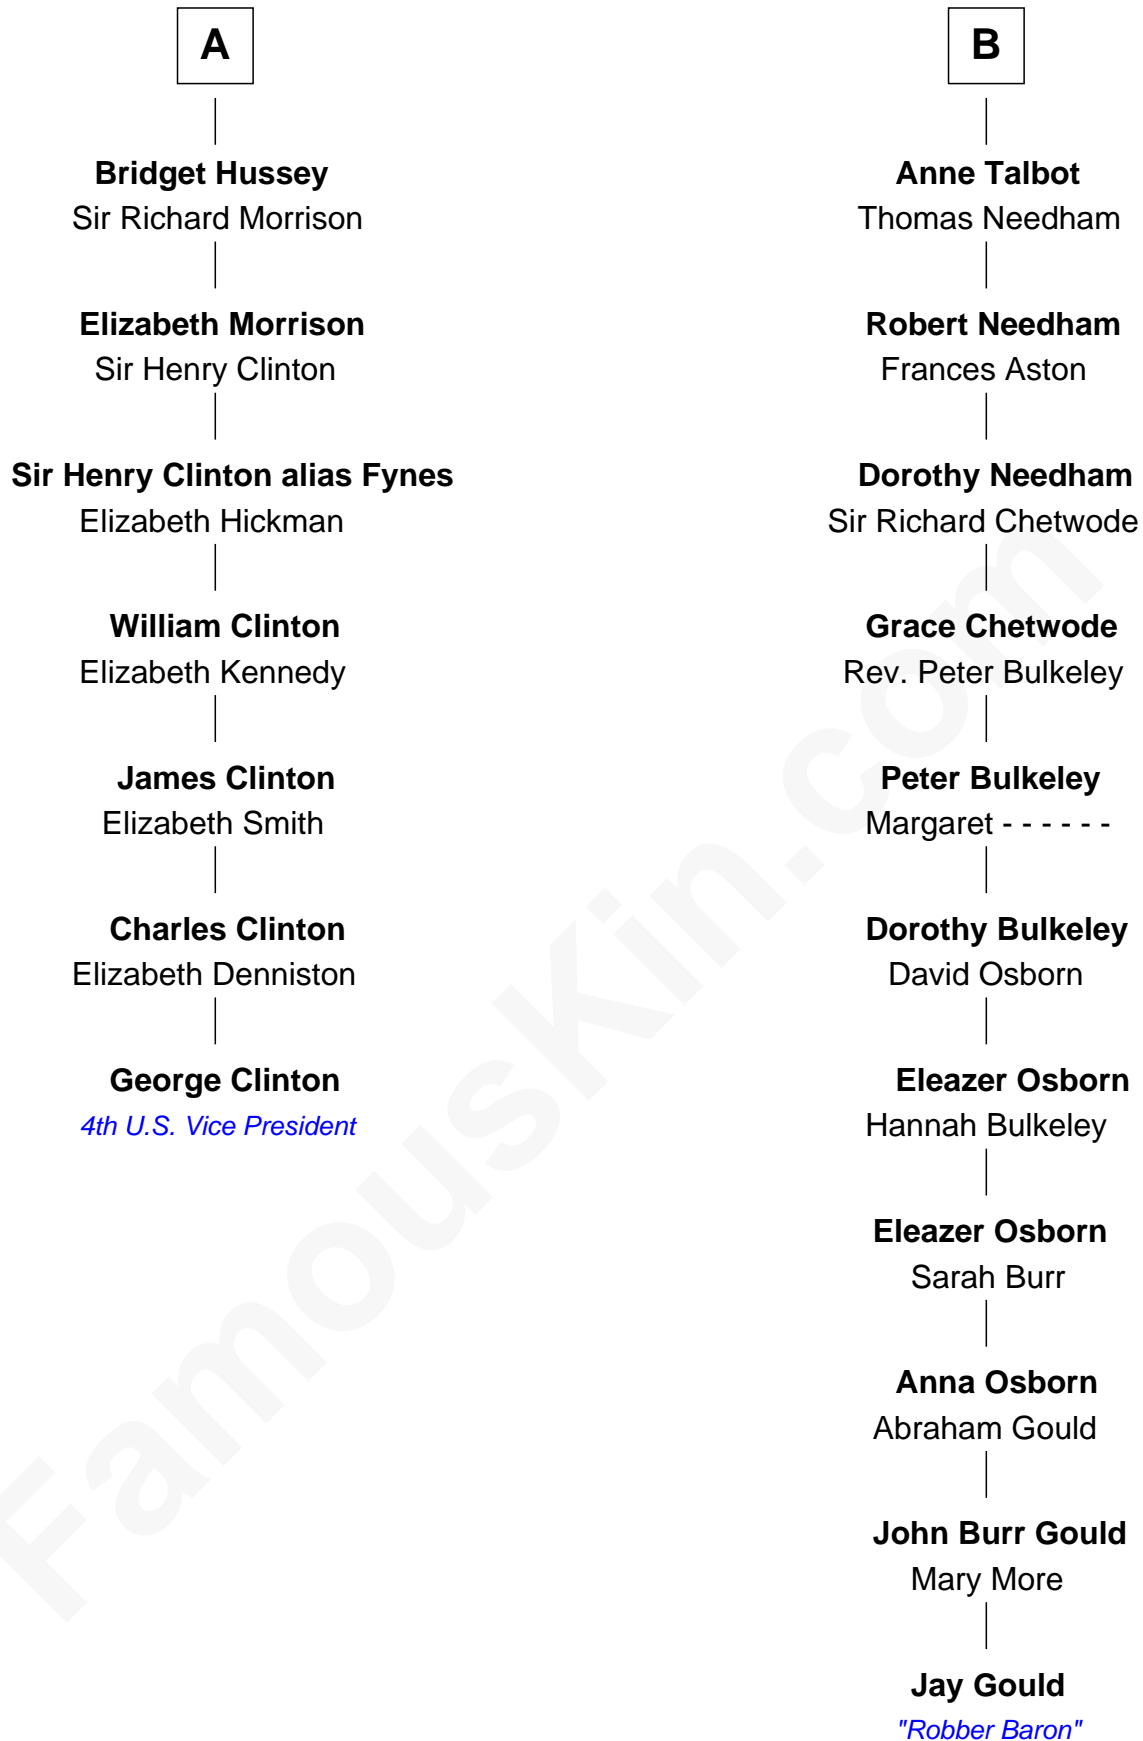 A
Bridget Hussey
Sir Richard Morrison
Elizabeth Morrison
Sir Henry Clinton
Sir Henry Clinton alias Fynes
Elizabeth Hickman
William Clinton
Elizabeth Kennedy
James Clinton
Elizabeth Smith
Charles Clinton
Elizabeth Denniston
George Clinton
4th U.S. Vice President
B
Anne Talbot
Thomas Needham
Robert Needham
Frances Aston
Dorothy Needham
Sir Richard Chetwode
Grace Chetwode
Rev. Peter Bulkeley
Peter Bulkeley
Margaret - - - - - -
Dorothy Bulkeley
David Osborn
Eleazer Osborn
Hannah Bulkeley
Eleazer Osborn
Sarah Burr
Anna Osborn
Abraham Gould
John Burr Gould
Mary More
Jay Gould
"Robber Baron"
FamousKin.com